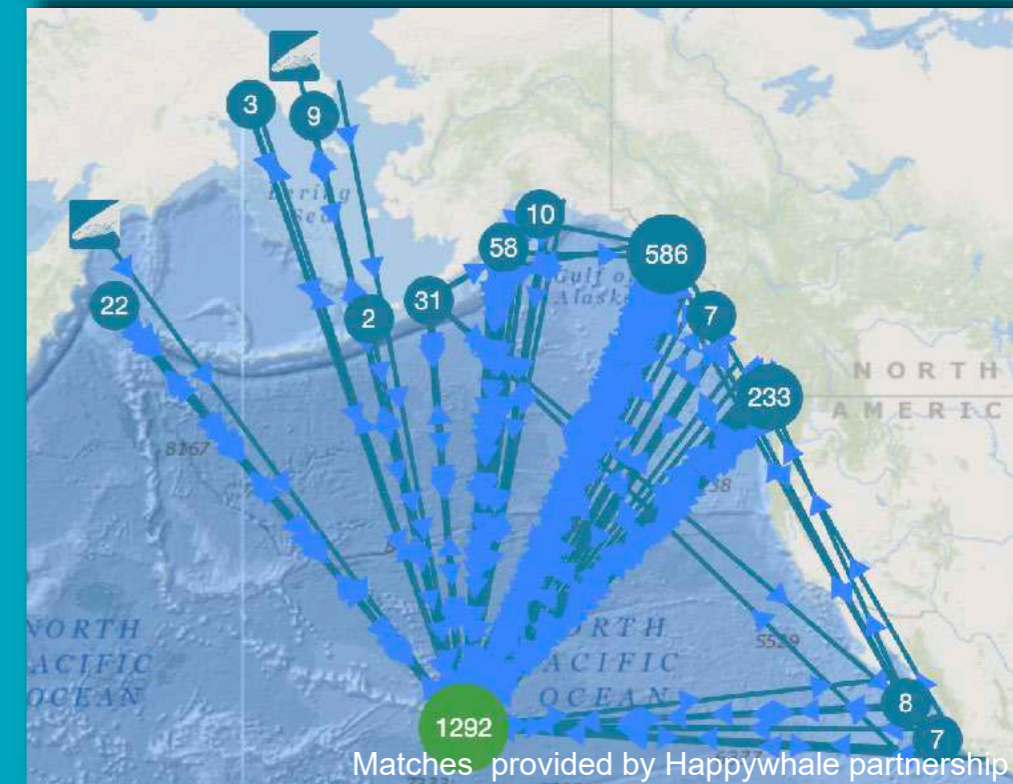 3
9
Bering
Sea
10
58
586
Gulf of
Alaska
31
22
2
7
NORTH
AMERIC
233
8167
5529
NORTH
ACIFIC
OCEAN
ORTH
ACIFIC
OCEAN
8
7
1292
Matches provided by Happywhale partnership